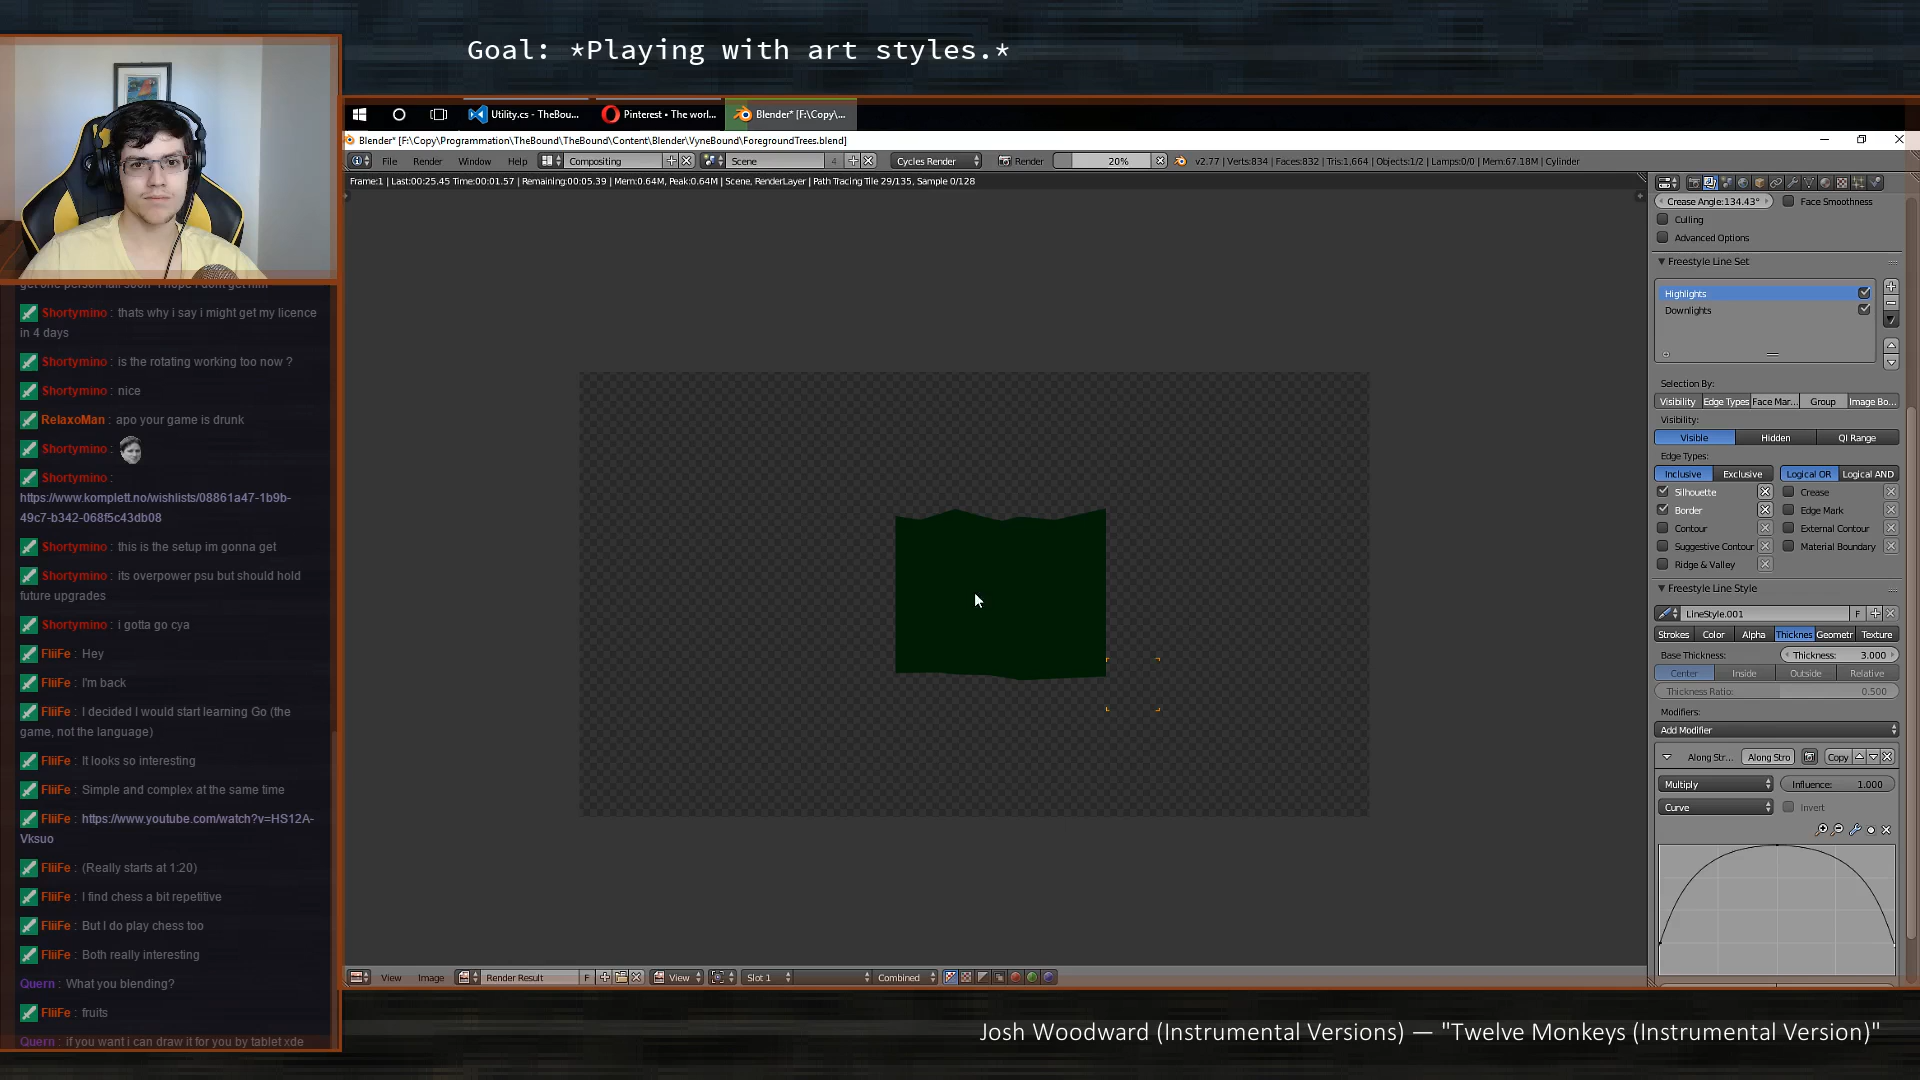 Goal: *Playing with art styles.*
Utility.cs - TheBou...
Pinterest • The worl...
Blender* [F:\Copy\...
Blender* [F:\Copy\Programmation\TheBound\TheBound\Content\Blender\VyneBound\ForegroundTrees.blend]
File Render Window Help Compositing Scene 4 Cycles Render Render 20% v2.77 | Verts:834 | Faces:832 | Tris:1,664 | Objects:1/2 | Lamps:0/0 | Mem:67.18M | Cylinder
Frame:1 | Last:00:25.45 Time:00:01.57 | Remaining:00:05.39 | Mem:0.64M, Peak:0.64M | Scene, RenderLayer | Path Tracing Tile 29/135, Sample 0/128
Shortymino : thats why i say i might get my licence
in 4 days
Shortymino : is the rotating working too now ?
Shortymino : nice
RelaxoMan : apo your game is drunk
Shortymino :
Shortymino :
https://www.komplett.no/wishlists/08861a47-1b9b-
49c7-b342-068f5c43db08
Shortymino : this is the setup im gonna get
Shortymino : its overpower psu but should hold
future upgrades
Shortymino : i gotta go cya
FliiFe : Hey
FliiFe : I'm back
FliiFe : I decided I would start learning Go (the
game, not the language)
FliiFe : It looks so interesting
FliiFe : Simple and complex at the same time
FliiFe : https://www.youtube.com/watch?v=HS12A-
Vksuo
FliiFe : (Really starts at 1:20)
FliiFe : I find chess a bit repetitive
FliiFe : But I do play chess too
FliiFe : Both really interesting
Quern : What you blending?
FliiFe : fruits
Quern : if you want i can draw it for you by tablet xde
Crease Angle:134.43° Face Smoothness
Culling
Advanced Options
Freestyle Line Set
Highlights
Downlights
Selection By:
Visibility Edge Types Face Mar... Group Image Bo...
Visibility:
Visible Hidden QI Range
Edge Types:
Inclusive Exclusive Logical OR Logical AND
Silhouette Crease
Border Edge Mark
Contour External Contour
Suggestive Contour Material Boundary
Ridge & Valley
Freestyle Line Style
LineStyle.001 F
Strokes Color Alpha Thicknes Geometr Texture
Base Thickness: Thickness: 3.000
Center Inside Outside Relative
Thickness Ratio: 0.500
Modifiers:
Add Modifier
Along Str... Along Stro Copy
Multiply Influence: 1.000
Curve Invert
View Image Render Result F View Slot 1 Combined
Josh Woodward (Instrumental Versions) — "Twelve Monkeys (Instrumental Version)"